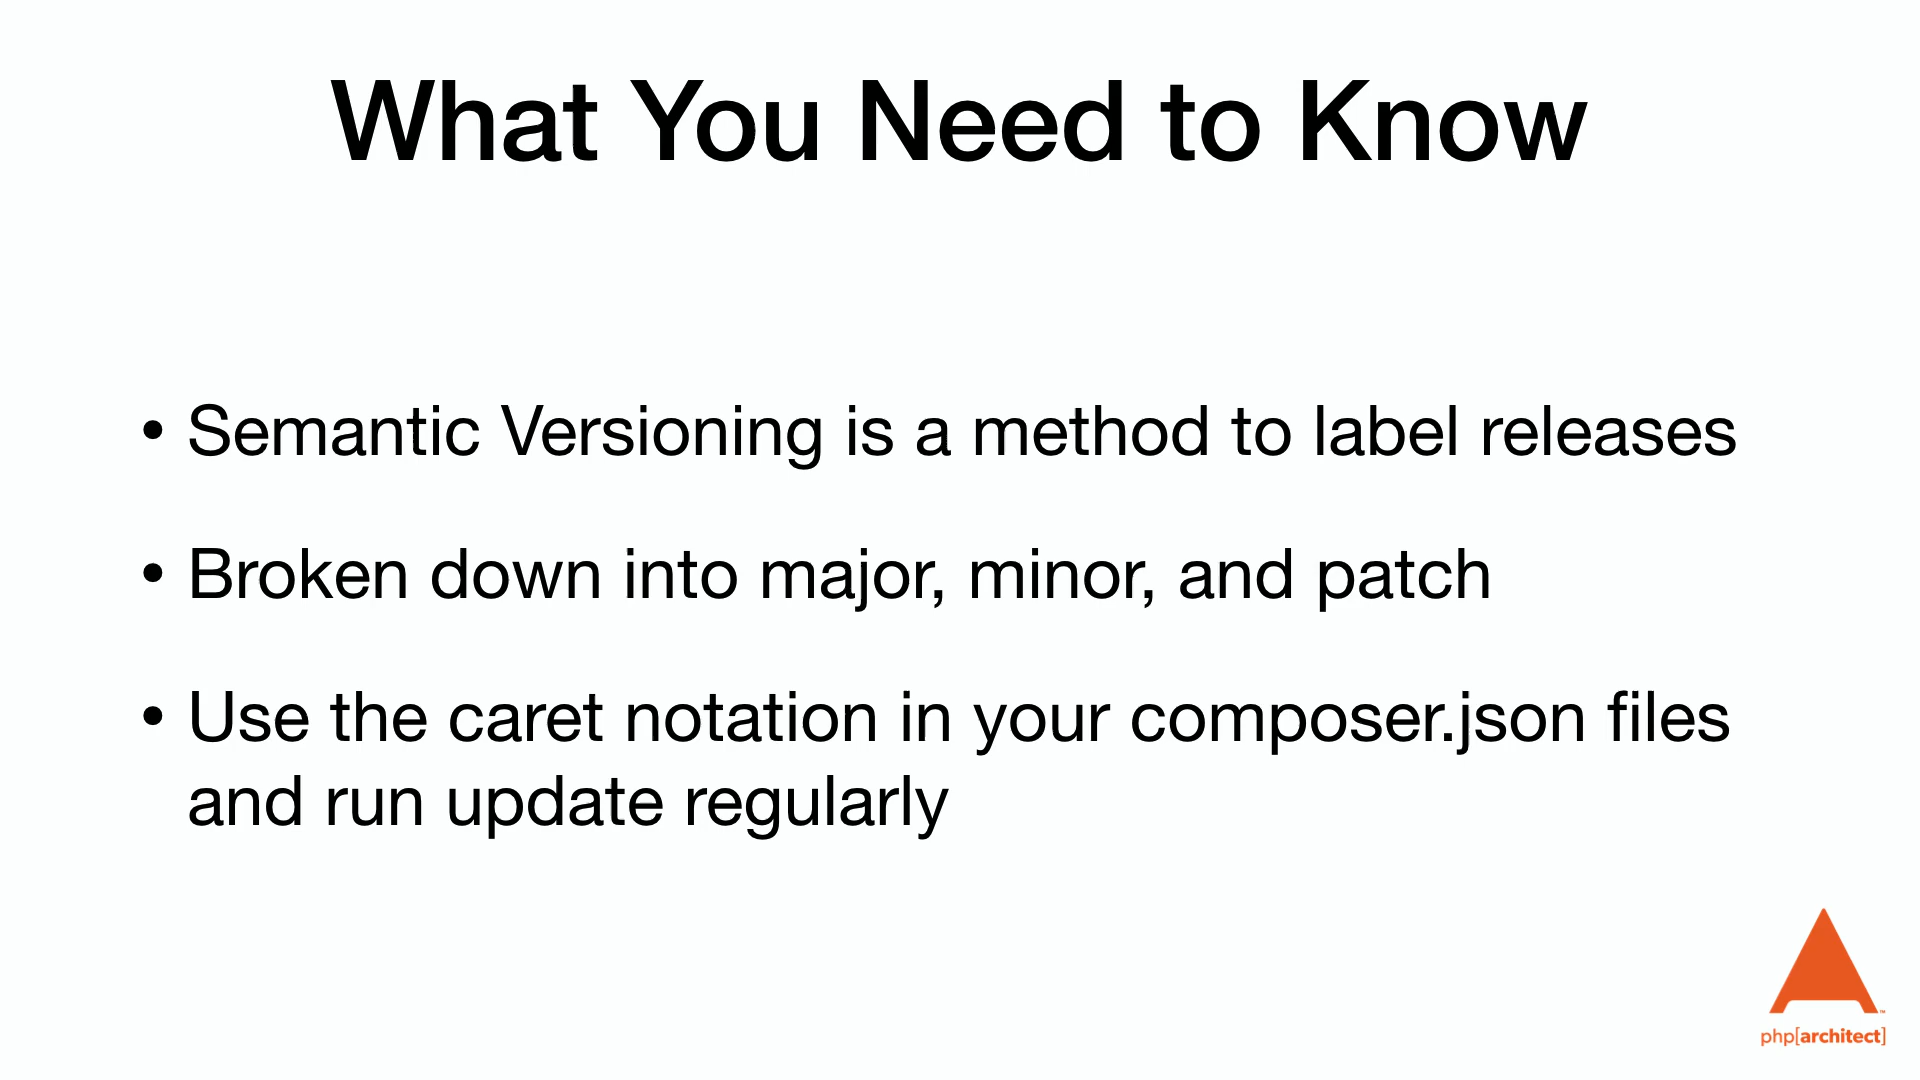 What You Need to Know
• Semantic Versioning is a method to label releases
• Broken down into major, minor, and patch
• Use the caret notation in your composer.json files
and run update regularly
php[architect]